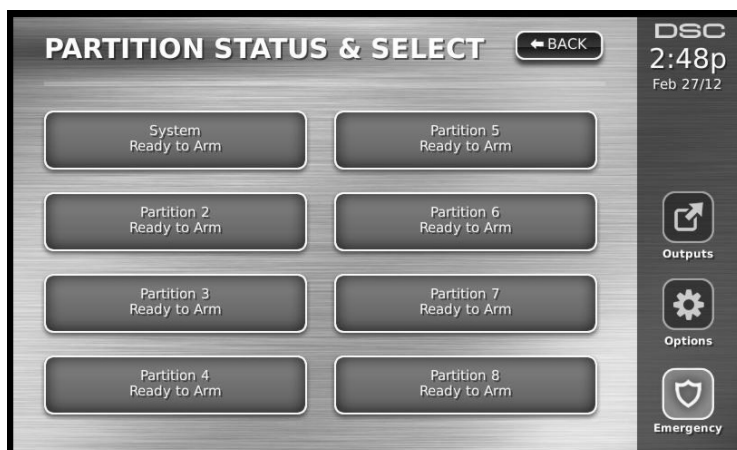 PARTITION STATUS & SELECT
BACK
DSC
2:48p
Feb 27/12
System
Ready to Arm
Partition 5
Ready to Arm
Partition 2
Ready to Arm
Partition 6
Ready to Arm
Partition 3
Ready to Arm
Partition 7
Ready to Arm
Partition 4
Ready to Arm
Partition 8
Ready to Arm
Outputs
Options
Emergency